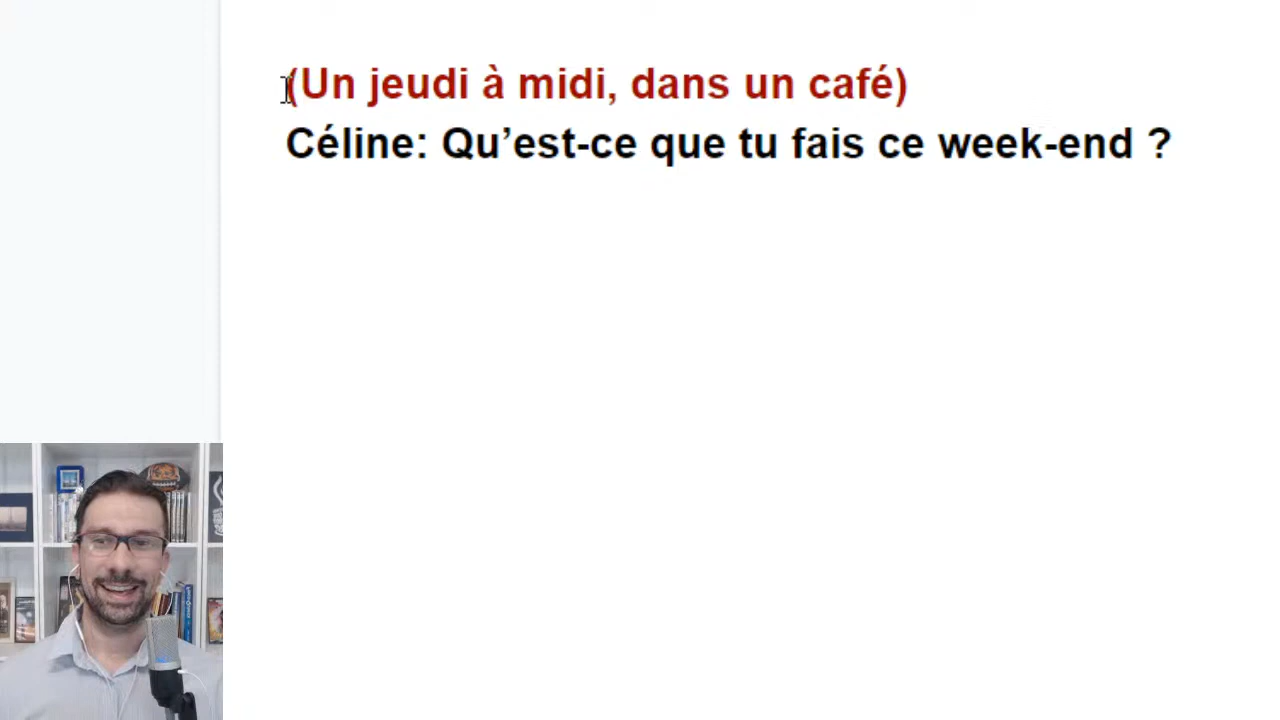 (Un jeudi à midi, dans un café)
Céline: Qu’est-ce que tu fais ce week-end ?